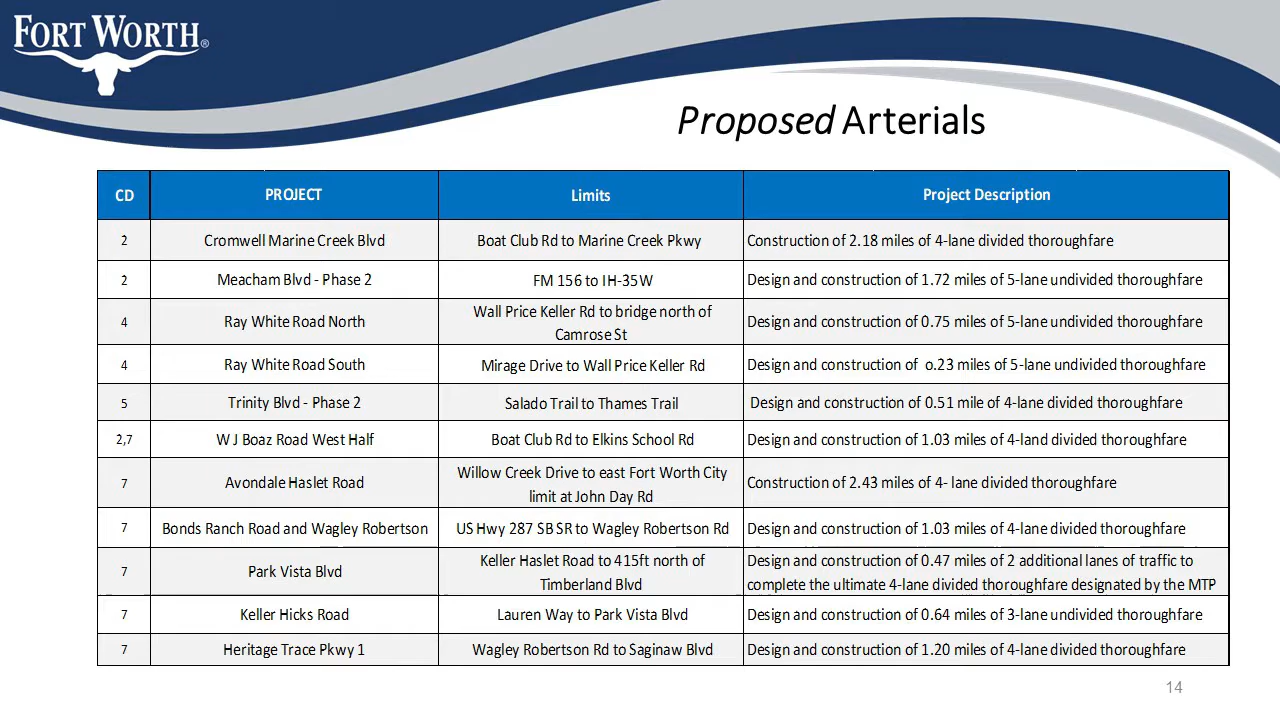 FORT WORTH®
Proposed Arterials
CD PROJECT Limits Project Description
2 Cromwell Marine Creek Blvd Boat Club Rd to Marine Creek Pkwy Construction of 2.18 miles of 4-lane divided thoroughfare
2 Meacham Blvd - Phase 2 FM 156 to IH-35W Design and construction of 1.72 miles of 5-lane undivided thoroughfare
4 Ray White Road North Wall Price Keller Rd to bridge north of
Camrose St Design and construction of 0.75 miles of 5-lane undivided thoroughfare
4 Ray White Road South Mirage Drive to Wall Price Keller Rd Design and construction of o.23 miles of 5-lane undivided thoroughfare
5 Trinity Blvd - Phase 2 Salado Trail to Thames Trail Design and construction of 0.51 mile of 4-lane divided thoroughfare
2,7 W J Boaz Road West Half Boat Club Rd to Elkins School Rd Design and construction of 1.03 miles of 4-land divided thoroughfare
7 Avondale Haslet Road Willow Creek Drive to east Fort Worth City
limit at John Day Rd Construction of 2.43 miles of 4- lane divided thoroughfare
7 Bonds Ranch Road and Wagley Robertson US Hwy 287 SB SR to Wagley Robertson Rd Design and construction of 1.03 miles of 4-lane divided thoroughfare
7 Park Vista Blvd Keller Haslet Road to 415ft north of
Timberland Blvd Design and construction of 0.47 miles of 2 additional lanes of traffic to
complete the ultimate 4-lane divided thoroughfare designated by the MTP
7 Keller Hicks Road Lauren Way to Park Vista Blvd Design and construction of 0.64 miles of 3-lane undivided thoroughfare
7 Heritage Trace Pkwy 1 Wagley Robertson Rd to Saginaw Blvd Design and construction of 1.20 miles of 4-lane divided thoroughfare
14